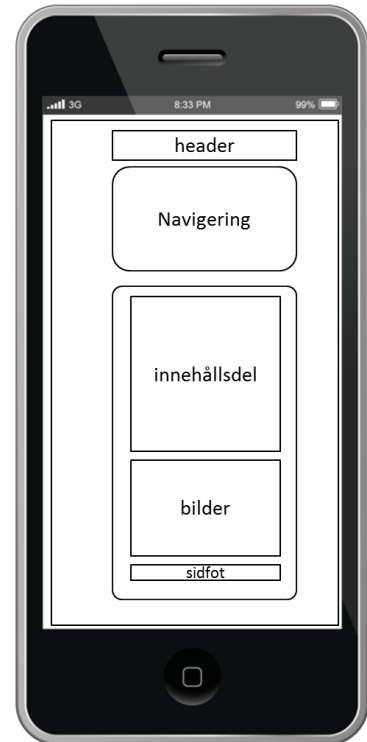 3G 8:33 PM 99%
header
Navigering
innehållsdel
bilder
sidfot